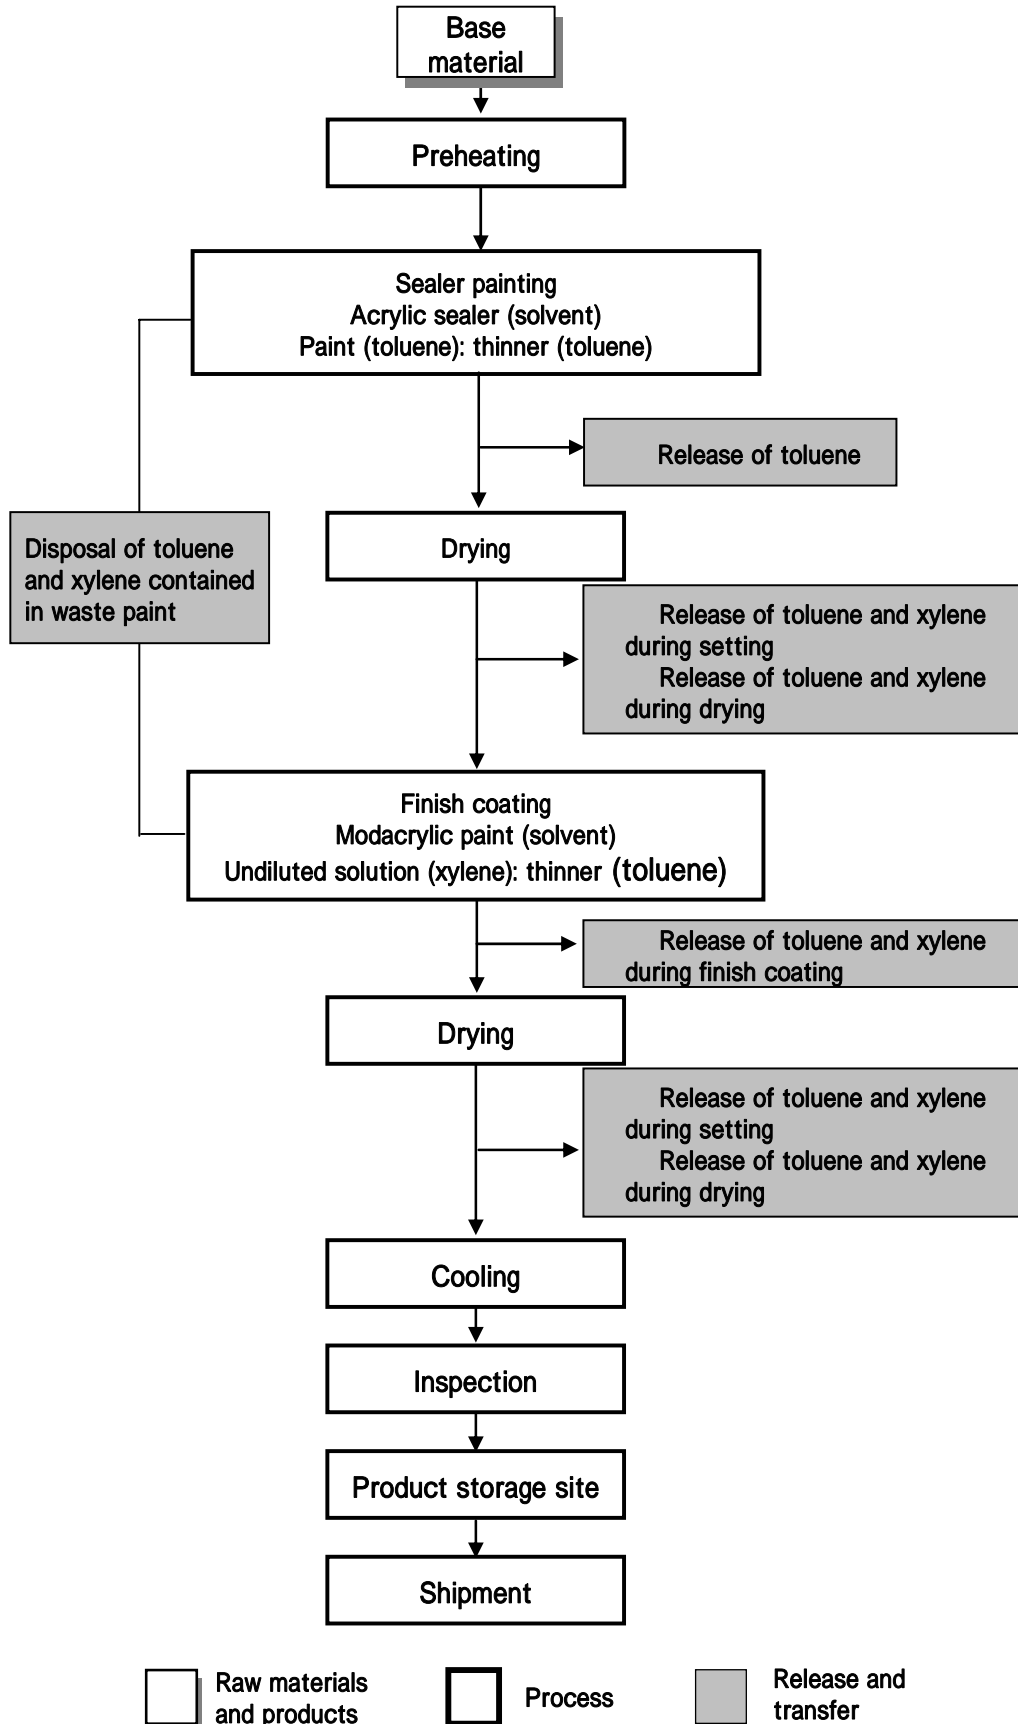 Base
material
Preheating
Sealer painting
Acrylic sealer (solvent)
Paint (toluene): thinner (toluene)
Release of toluene
Disposal of toluene
and xylene contained
in waste paint
Drying
Release of toluene and xylene
during setting
Release of toluene and xylene
during drying
Finish coating
Modacrylic paint (solvent)
Undiluted solution (xylene): thinner (toluene)
Release of toluene and xylene
during finish coating
Drying
Release of toluene and xylene
during setting
Release of toluene and xylene
during drying
Cooling
Inspection
Product storage site
Shipment
Raw materials
and products
Process
Release and
transfer